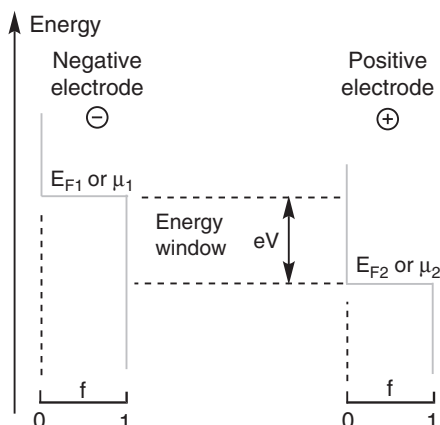 Energy
Negative
electrode
⊖
Positive
electrode
⊕
E_F1 or μ_1
Energy
window
eV
E_F2 or μ_2
f
0 1
f
0 1